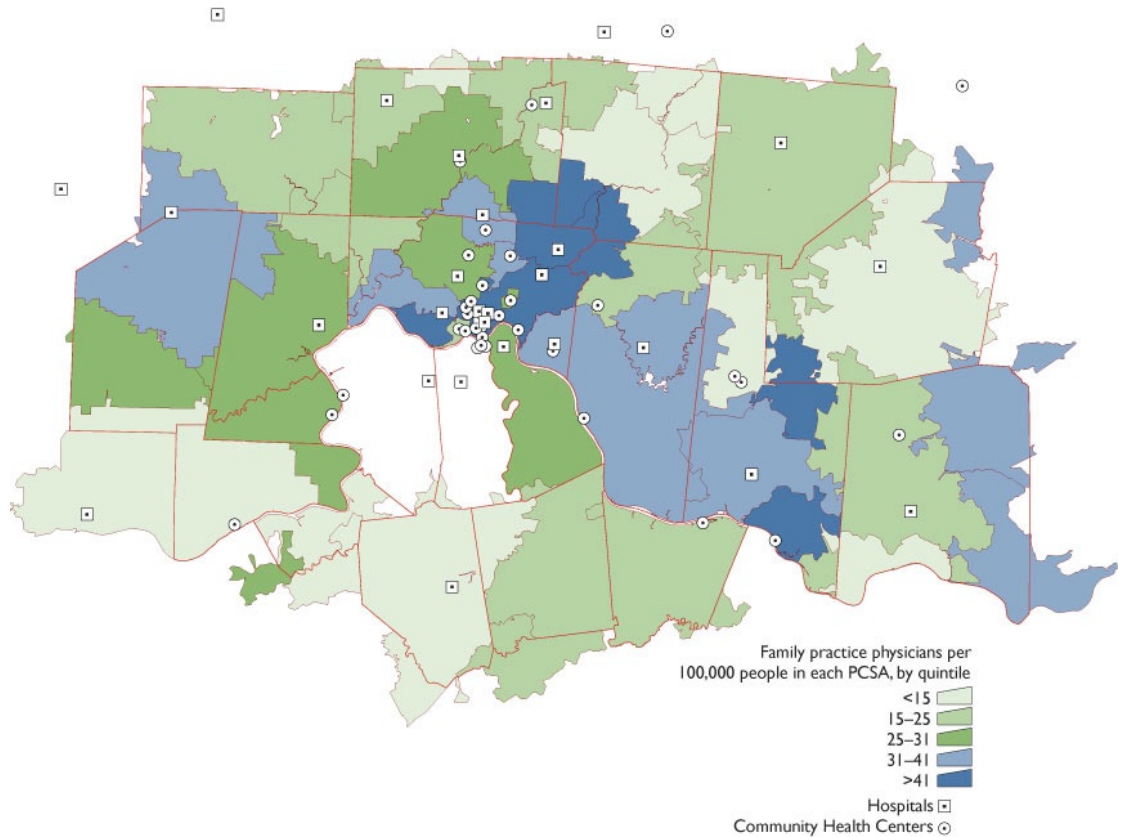 Family practice physicians per
100,000 people in each PCSA, by quintile
<15
15–25
25–31
31–41
>41
Hospitals
Community Health Centers